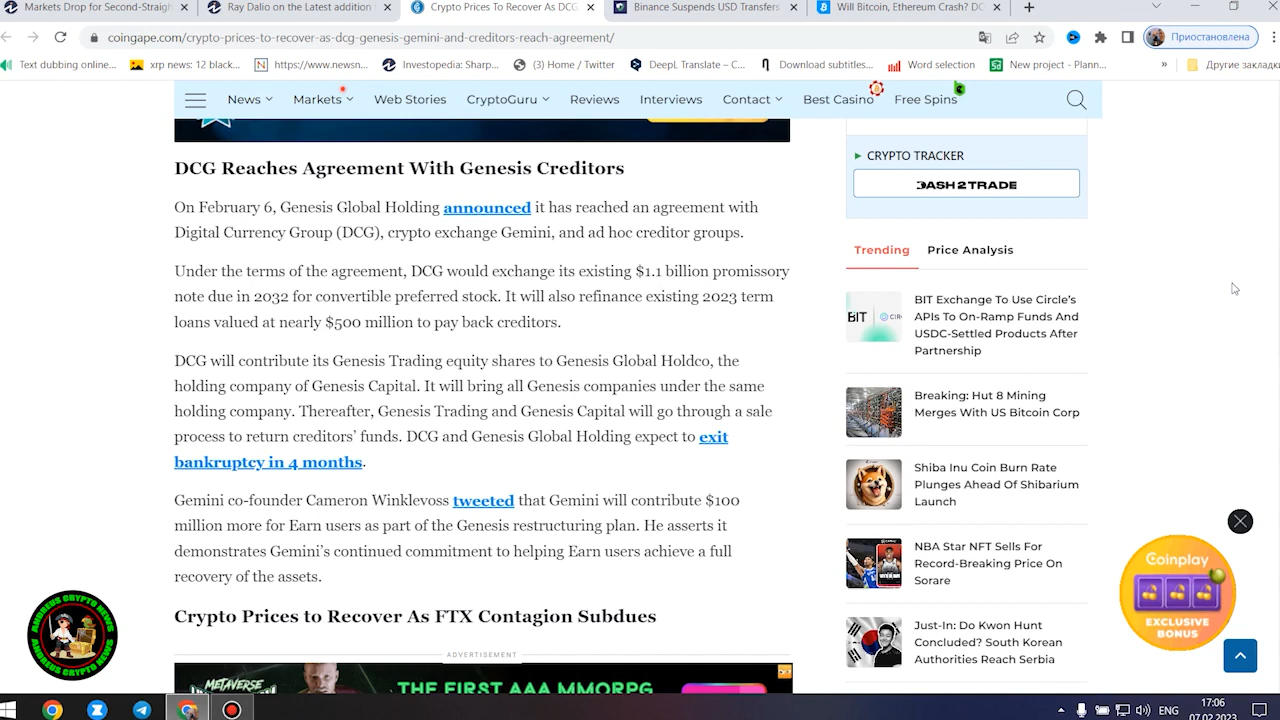 Markets Drop for Second-Straigh
Ray Dalio on the Latest addition
Crypto Prices To Recover As DCG,
Binance Suspends USD Transfers
Will Bitcoin, Ethereum Crash? DC
coingape.com/crypto-prices-to-recover-as-dcg-genesis-gemini-and-creditors-reach-agreement/
Приостановлена
Text dubbing online...
xrp news: 12 black...
https://www.newsn...
Investopedia: Sharp...
(3) Home / Twitter
DeepL Translate – C...
Download subtitles...
Word selection
New project - Plann...
»
Другие закладки
News
Markets
Web Stories
CryptoGuru
Reviews
Interviews
Contact
Best Casino
Free Spins
DCG Reaches Agreement With Genesis Creditors
On February 6, Genesis Global Holding announced it has reached an agreement with
Digital Currency Group (DCG), crypto exchange Gemini, and ad hoc creditor groups.
Under the terms of the agreement, DCG would exchange its existing $1.1 billion promissory
note due in 2032 for convertible preferred stock. It will also refinance existing 2023 term
loans valued at nearly $500 million to pay back creditors.
DCG will contribute its Genesis Trading equity shares to Genesis Global Holdco, the
holding company of Genesis Capital. It will bring all Genesis companies under the same
holding company. Thereafter, Genesis Trading and Genesis Capital will go through a sale
process to return creditors' funds. DCG and Genesis Global Holding expect to exit
bankruptcy in 4 months.
Gemini co-founder Cameron Winklevoss tweeted that Gemini will contribute $100
million more for Earn users as part of the Genesis restructuring plan. He asserts it
demonstrates Gemini's continued commitment to helping Earn users achieve a full
recovery of the assets.
Crypto Prices to Recover As FTX Contagion Subdues
ADVERTISEMENT
METAVERSE
THE FIRST AAA MMORPG
CRYPTO TRACKER
DASH 2 TRADE
Trending
Price Analysis
BIT
BIT Exchange To Use Circle's
APIs To On-Ramp Funds And
USDC-Settled Products After
Partnership
Breaking: Hut 8 Mining
Merges With US Bitcoin Corp
Shiba Inu Coin Burn Rate
Plunges Ahead Of Shibarium
Launch
NBA Star NFT Sells For
Record-Breaking Price On
Sorare
Just-In: Do Kwon Hunt
Concluded? South Korean
Authorities Reach Serbia
Coinplay
EXCLUSIVE
BONUS
ANDREUS CRYPTO NEWS
ANDREUS CRYPTO NEWS
ENG
17:06
07.02.2023